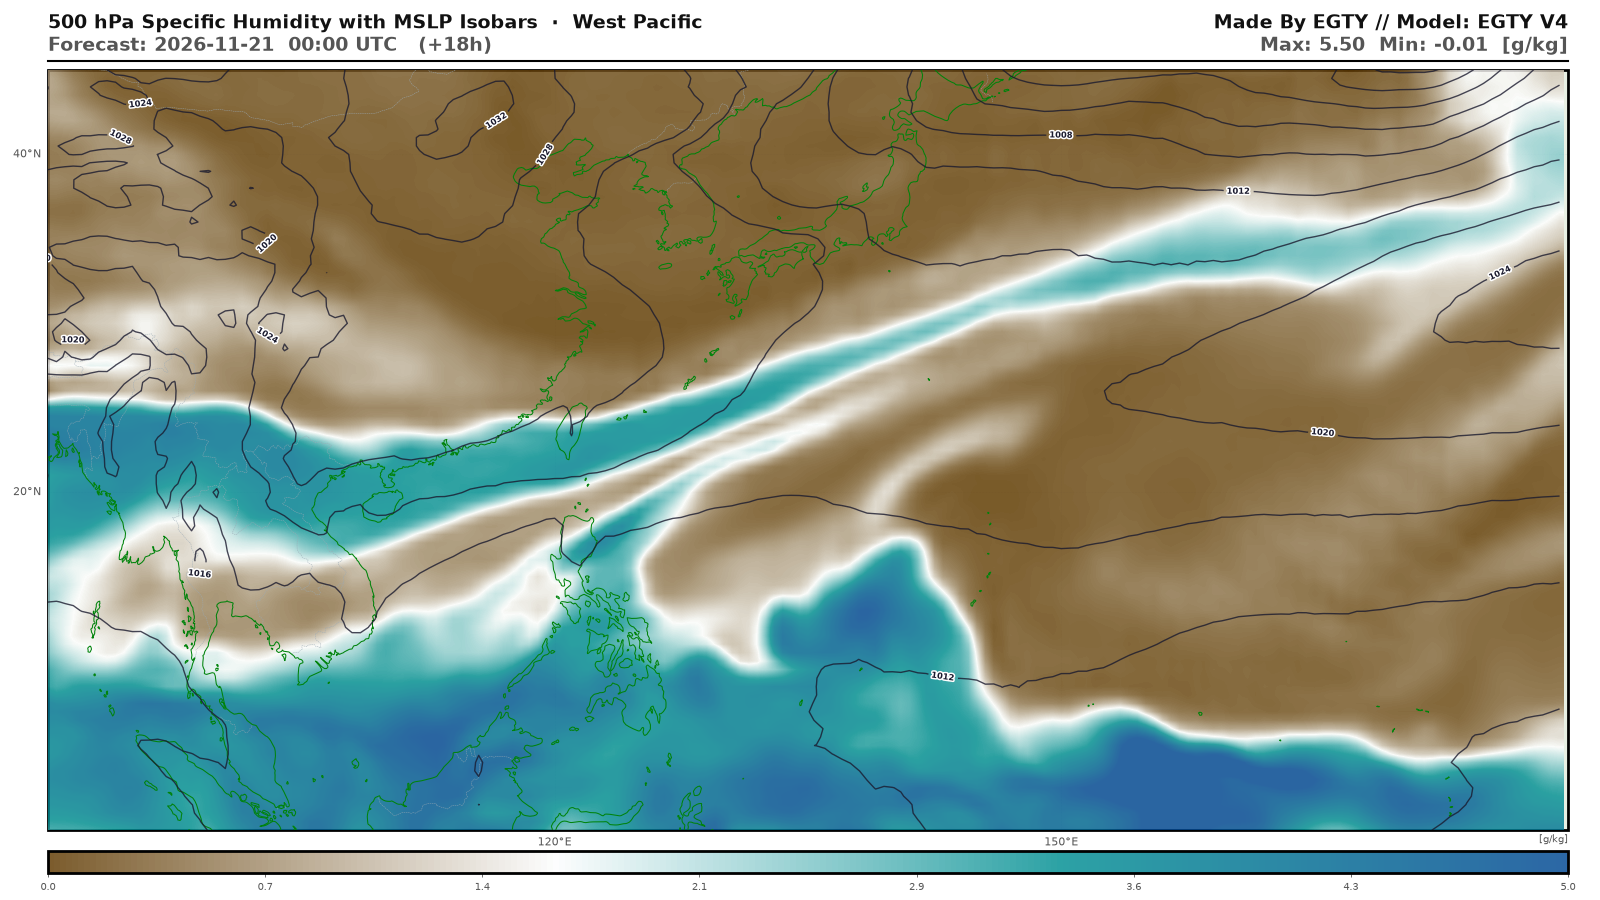 500 hPa Specific Humidity with MSLP Isobars · West Pacific
Made By EGTY // Model: EGTY V4
Forecast: 2026-11-21 00:00 UTC (+18h)
Max: 5.50 Min: -0.01 [g/kg]
1024
1032
1028
1008
1028
40°N
1012
1020
1024
1024
1020
1020
20°N
1016
1012
120°E
150°E
[g/kg]
0.0
0.7
1.4
2.1
2.9
3.6
4.3
5.0